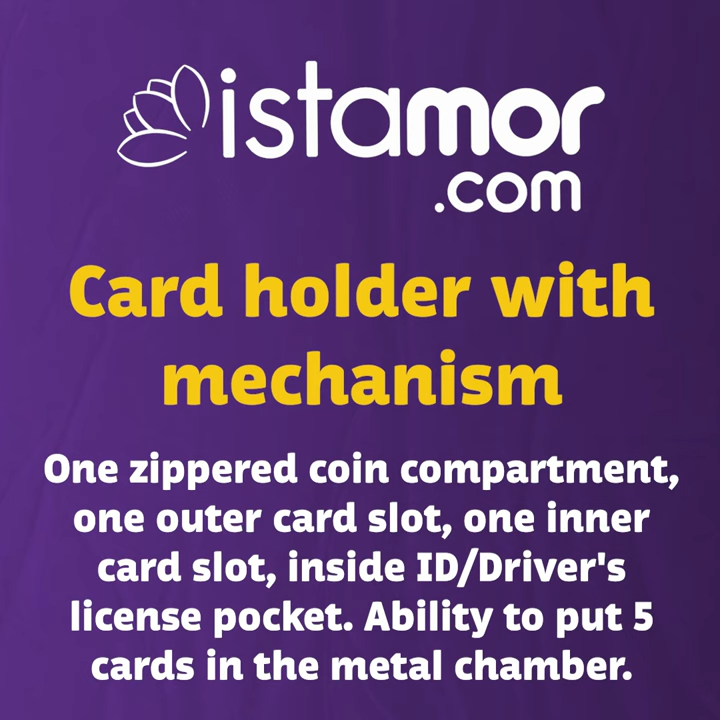 istamor
.com
Card holder with
mechanism
One zippered coin compartment,
one outer card slot, one inner
card slot, inside ID/Driver's
license pocket. Ability to put 5
cards in the metal chamber.